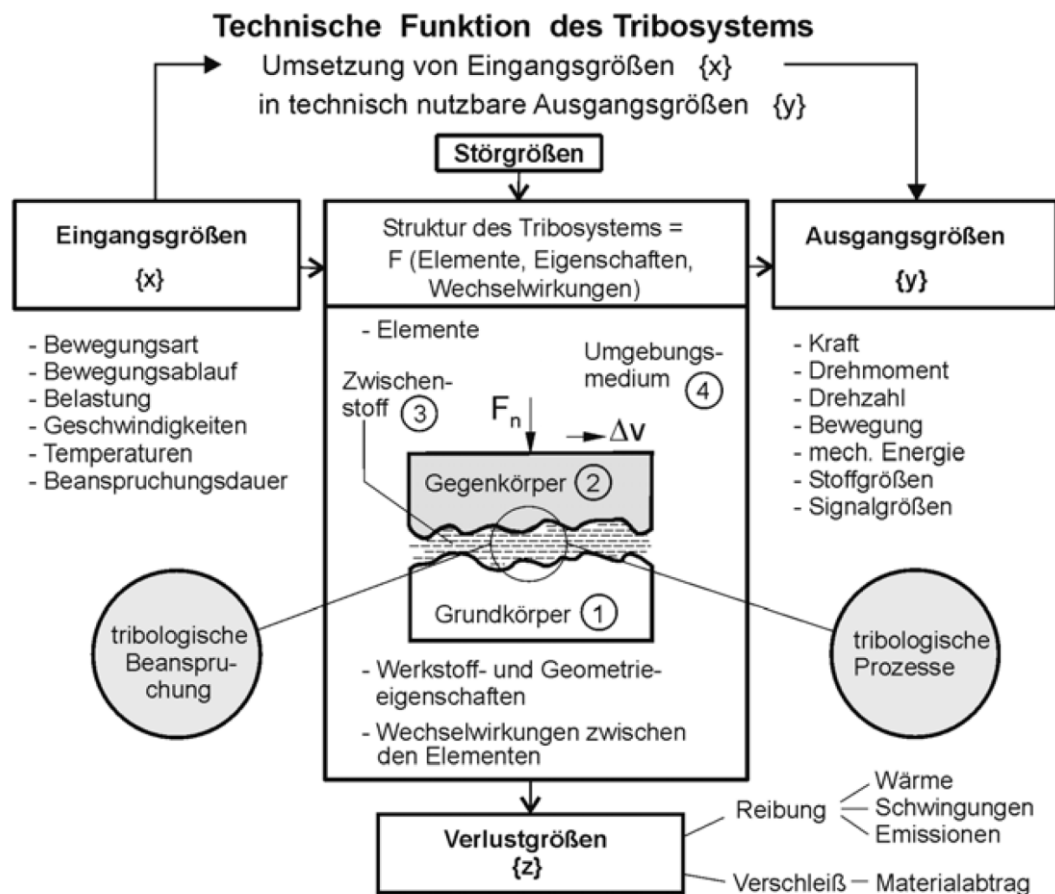 Technische Funktion des Tribosystems
Umsetzung von Eingangsgrößen {x}
in technisch nutzbare Ausgangsgrößen {y}
Störgrößen
Eingangsgrößen
{x}
Struktur des Tribosystems =
F (Elemente, Eigenschaften,
Wechselwirkungen)
Ausgangsgrößen
{y}
- Bewegungsart
- Bewegungsablauf
- Belastung
- Geschwindigkeiten
- Temperaturen
- Beanspruchungsdauer
- Elemente
Zwischen-
stoff 3
Umgebungs-
medium 4
Fn
Δv
Gegenkörper 2
Grundkörper 1
- Werkstoff- und Geometrie-
eigenschaften
- Wechselwirkungen zwischen
den Elementen
- Kraft
- Drehmoment
- Drehzahl
- Bewegung
- mech. Energie
- Stoffgrößen
- Signalgrößen
tribologische
Beanspru-
chung
tribologische
Prozesse
Verlustgrößen
{z}
Reibung
Wärme
Schwingungen
Emissionen
Verschleiß – Materialabtrag